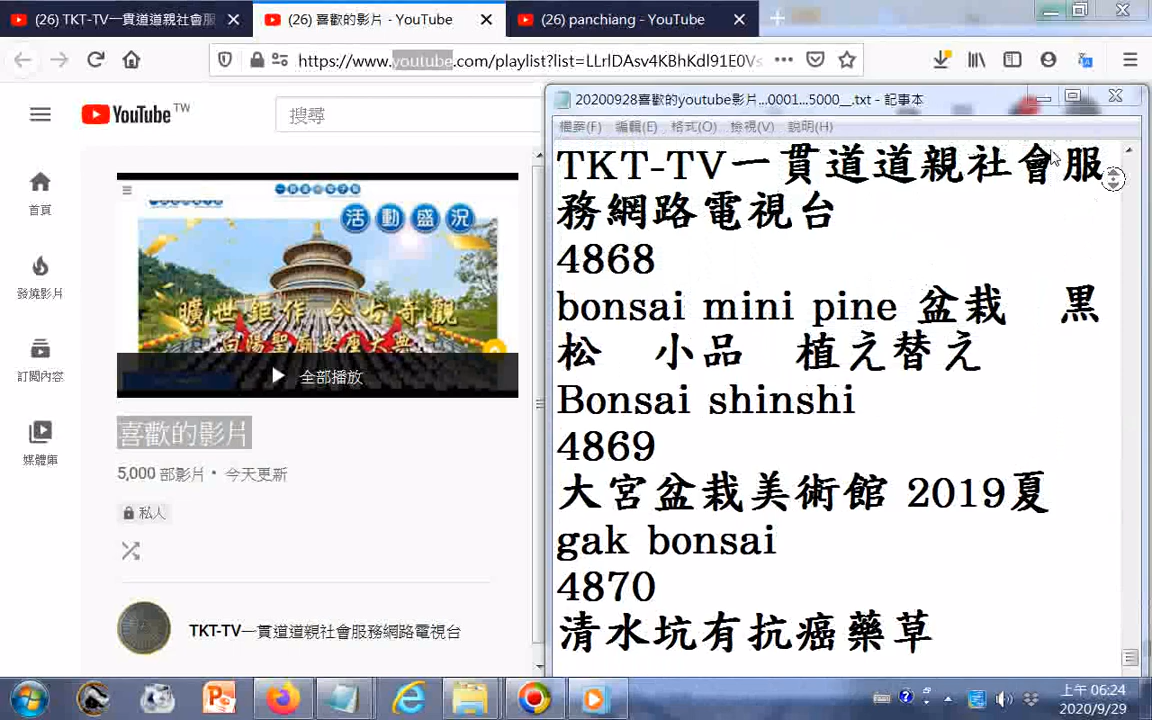 (26) TKT-TV一貫道道親社會服
(26) 喜歡的影片 - YouTube
(26) panchiang - YouTube
https://www.youtube.com/playlist?list=LLrlDAsv4KBhKdl91E0Vs
YouTube TW
搜尋
首頁
發燒影片
訂閱內容
媒體庫
活動盛況
曠世鉅作 今古奇觀
白陽聖廟安座大典
全部播放
喜歡的影片
5,000 部影片・今天更新
私人
TKT-TV一貫道道親社會服務網路電視台
20200928喜歡的youtube影片...0001...5000__.txt - 記事本
檔案(F) 編輯(E) 格式(O) 檢視(V) 說明(H)
TKT-TV一貫道道親社會服
務網路電視台
4868
bonsai mini pine 盆栽　黒
松　小品　植え替え
Bonsai shinshi
4869
大宮盆栽美術館 2019夏
gak bonsai
4870
清水坑有抗癌藥草
上午 06:24
2020/9/29